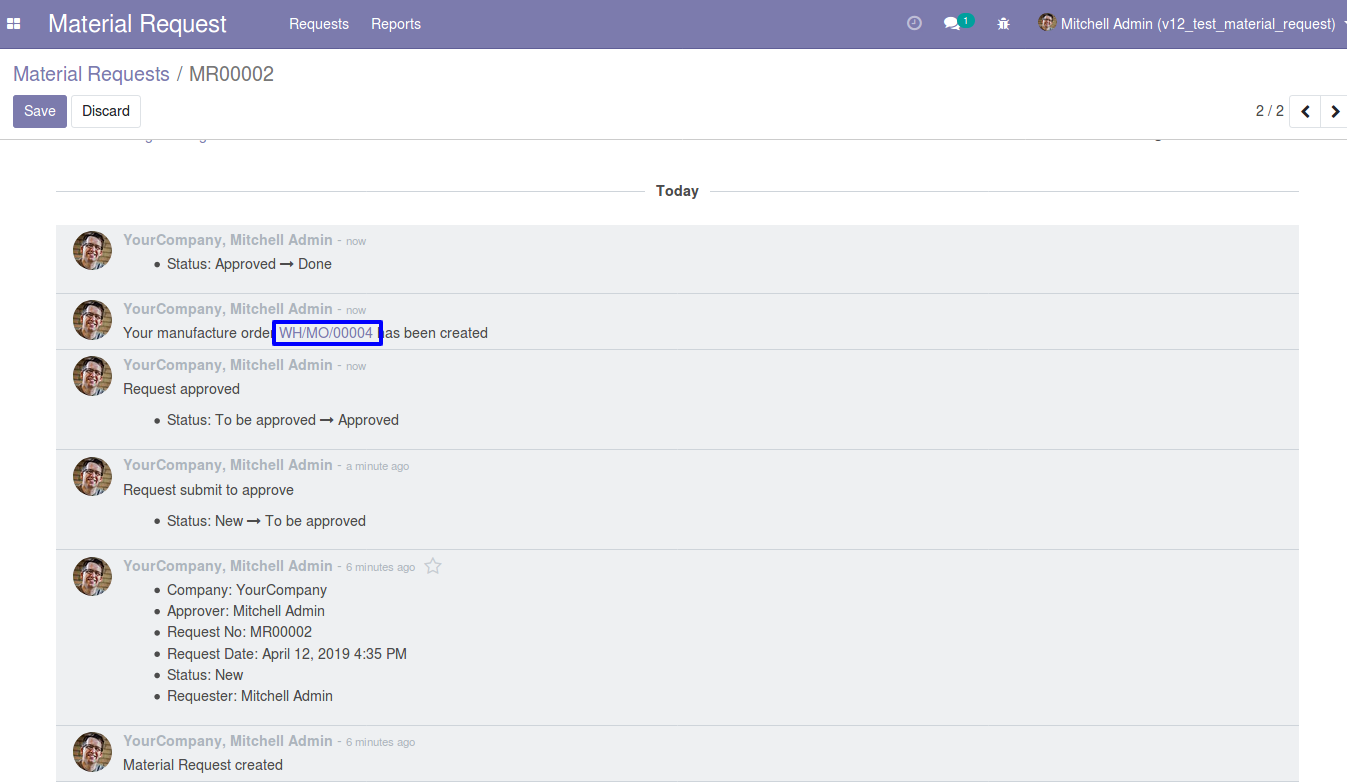 Material Request Requests Reports 1 Mitchell Admin (v12_test_material_request)
Material Requests / MR00002
Save Discard 2 / 2
Today
YourCompany, Mitchell Admin - now
• Status: Approved → Done
YourCompany, Mitchell Admin - now
Your manufacture order WH/MO/00004 has been created
YourCompany, Mitchell Admin - now
Request approved
• Status: To be approved → Approved
YourCompany, Mitchell Admin - a minute ago
Request submit to approve
• Status: New → To be approved
YourCompany, Mitchell Admin - 6 minutes ago
• Company: YourCompany
• Approver: Mitchell Admin
• Request No: MR00002
• Request Date: April 12, 2019 4:35 PM
• Status: New
• Requester: Mitchell Admin
YourCompany, Mitchell Admin - 6 minutes ago
Material Request created